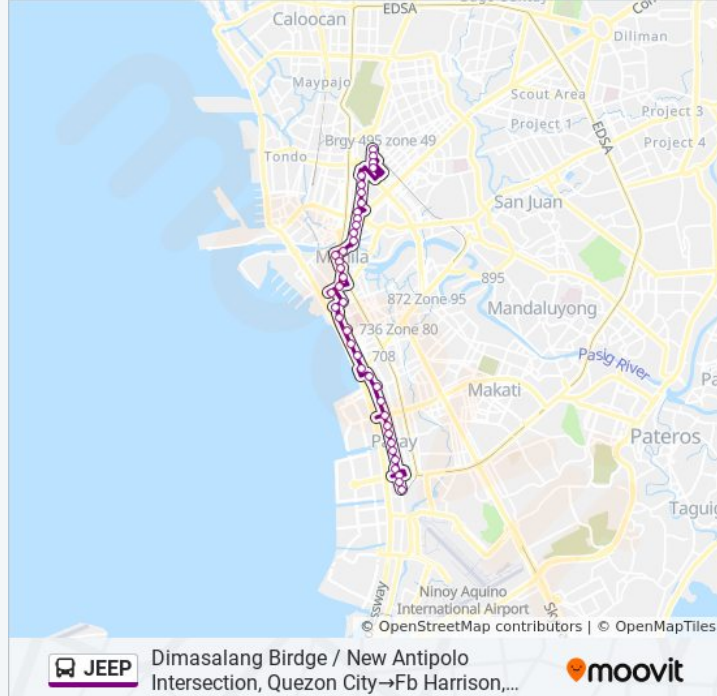 EDSA
Caloocan
Diliman
Maypajo
Scout Area
Project 3
Project 1
EDSA
Brgy 495 zone 49
Project 4
Tondo
San Juan
895
872 Zone 95
Mandaluyong
736 Zone 80
708
Pasig River
Makati
Pateros
Ninoy Aquino
International Airport
© OpenStreetMap contributors | © OpenMapTiles
JEEP
Dimasalang Birdge / New Antipolo
Intersection, Quezon City→Fb Harrison,...
moovit